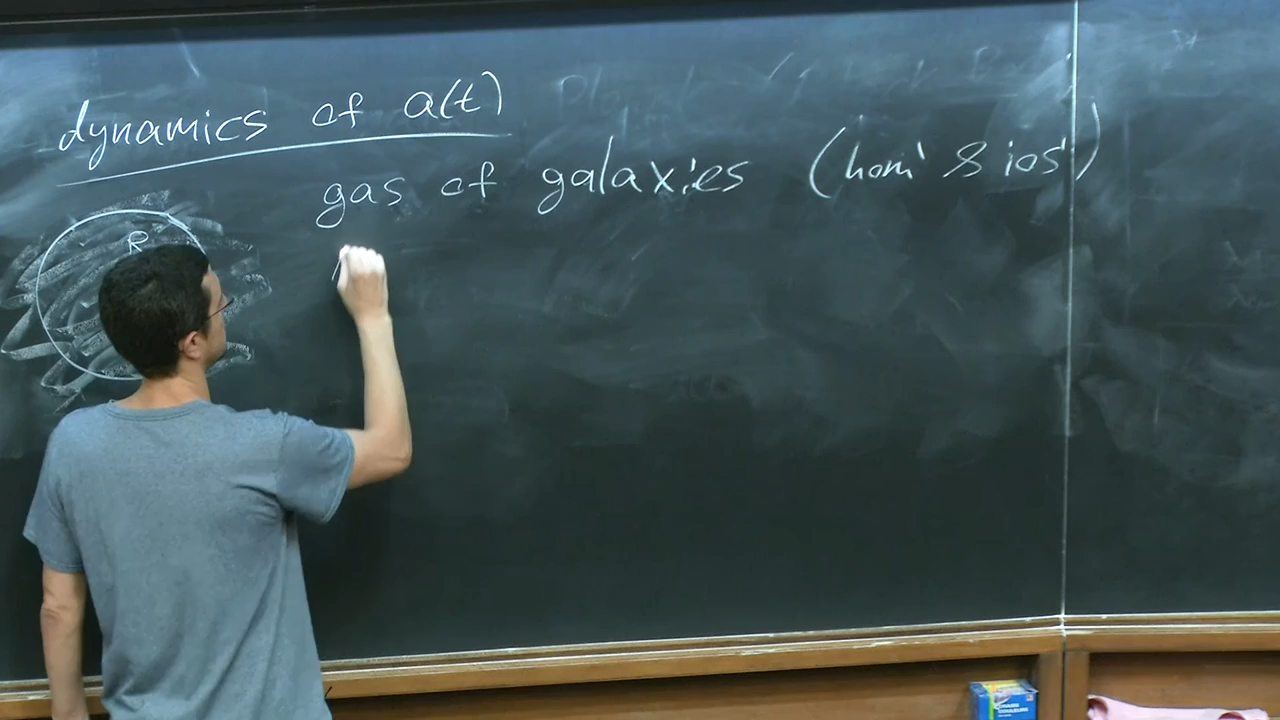 dynamics of a(t)
gas of galaxies (hom' & ios')
R